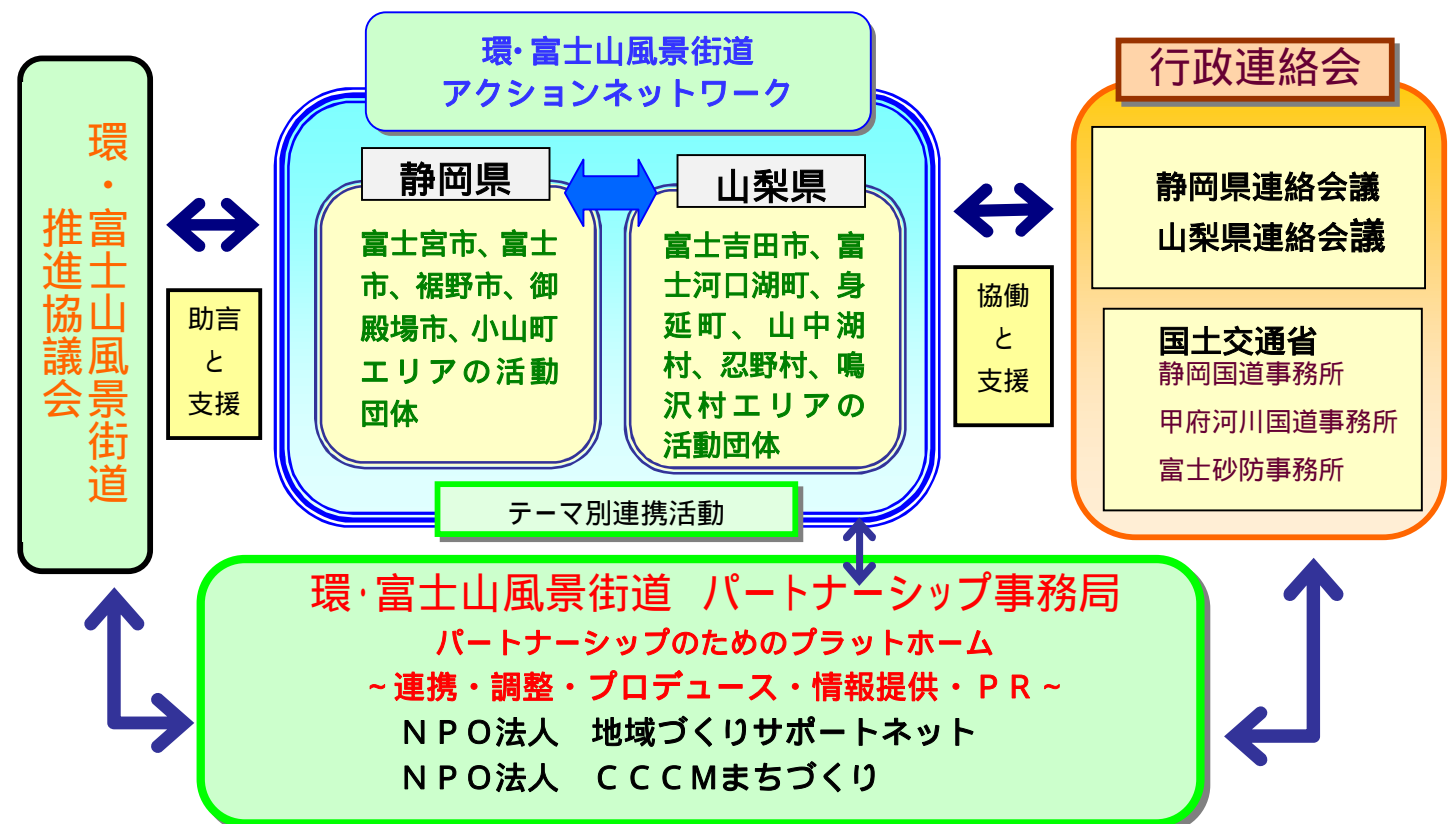 環・富士山風景街道
アクションネットワーク
行政連絡会
環・富士山風景街道
推進協議会
静岡県
山梨県
富士宮市、富士
市、裾野市、御
殿場市、小山町
エリアの活動
団体
富士吉田市、富
士河口湖町、身
延町、山中湖
村、忍野村、鳴
沢村エリアの
活動団体
助言
と
支援
協働
と
支援
静岡県連絡会議
山梨県連絡会議
国土交通省
静岡国道事務所
甲府河川国道事務所
富士砂防事務所
テーマ別連携活動
環・富士山風景街道　パートナーシップ事務局
パートナーシップのためのプラットホーム
~連携・調整・プロデュース・情報提供・ＰＲ~
ＮＰＯ法人　地域づくりサポートネット
ＮＰＯ法人　ＣＣＣＭまちづくり